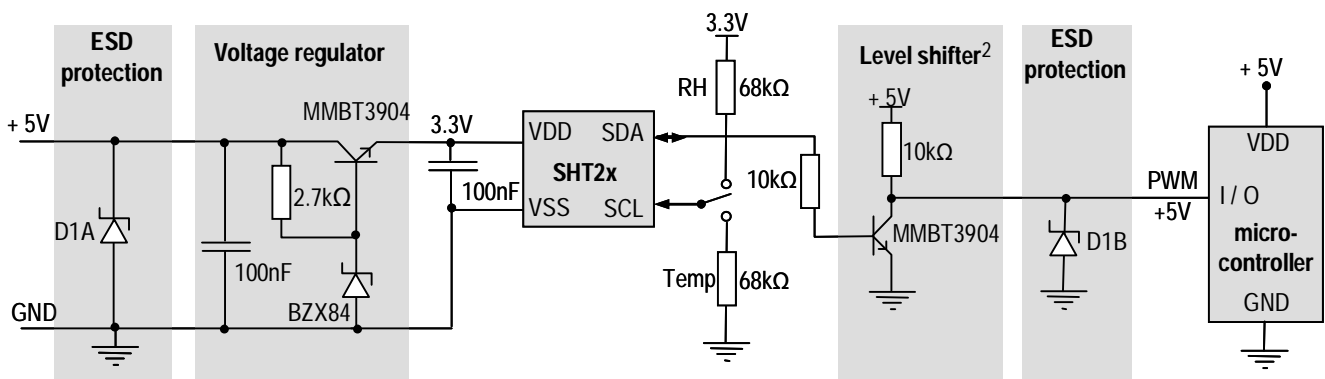 ESD
protection
Voltage regulator
3.3V
Level shifter2
ESD
protection
+ 5V
RH
68kΩ
+ 5V
MMBT3904
+ 5V
3.3V
VDD
SDA
10kΩ
VDD
SHT2x
2.7kΩ
100nF
VSS
SCL
10kΩ
PWM
+5V
I / O
D1A
MMBT3904
D1B
micro-
controller
100nF
Temp
68kΩ
GND
BZX84
GND